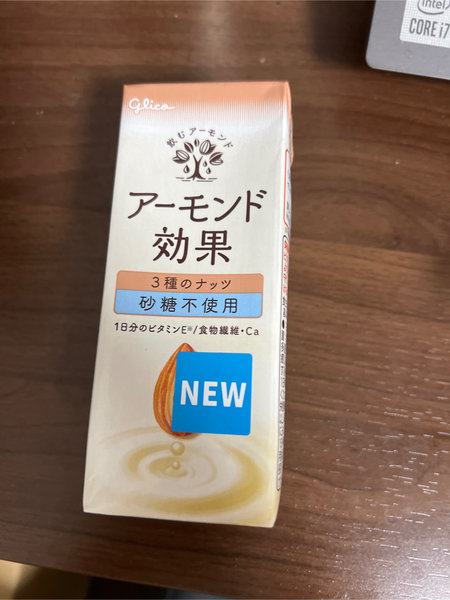 intel
CORE i7
glico
飲むアーモンド
アーモンド
効果
3種のナッツ
砂糖不使用
1日分のビタミンE※/食物繊維・Ca
NEW